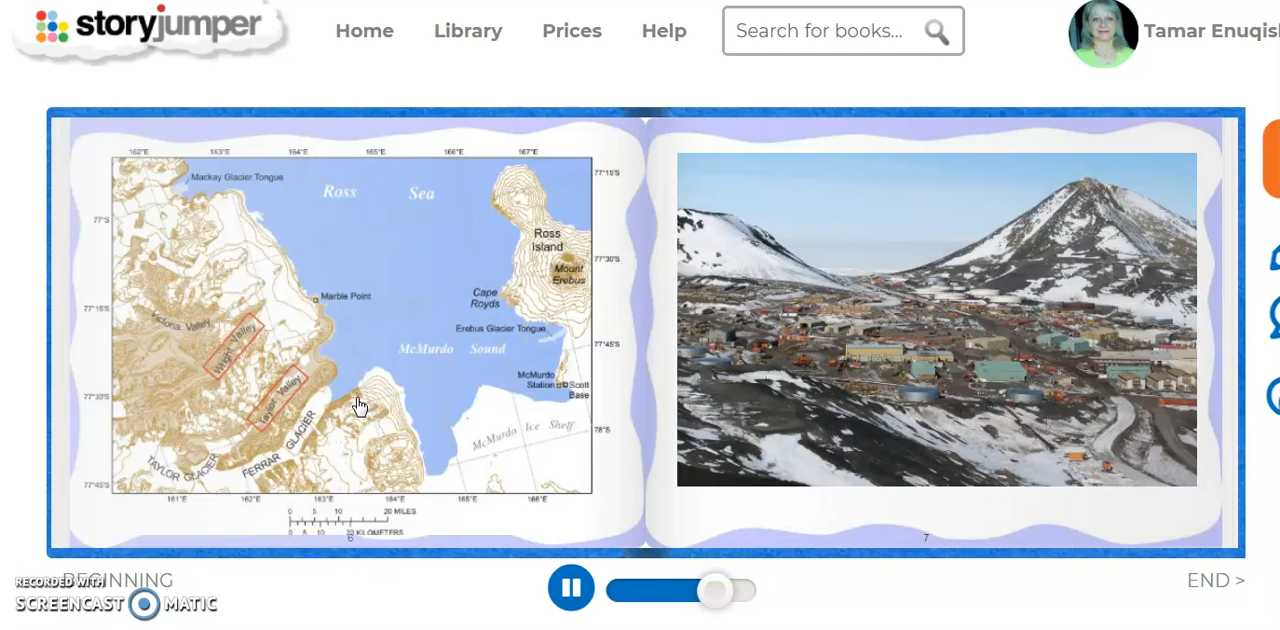 storyjumper
Home
Library
Prices
Help
Search for books...
Tamar Enuqis
162°E
163°E
164°E
165°E
166°E
167°E
Mackay Glacier Tongue
Ross Sea
77°15'S
77°S
Ross
Island
Mount
Erebus
77°30'S
Cape
Royds
Marble Point
77°15'S
Victoria Valley
Wright Valley
Erebus Glacier Tongue
McMurdo Sound
77°45'S
McMurdo
Station
Scott
Base
Taylor Valley
77°30'S
McMurdo Ice Shelf
78°S
FERRAR GLACIER
TAYLOR GLACIER
77°45'S
161°E
162°E
163°E
164°E
165°E
166°E
0 5 10 20 MILES
0 5 10 20 KILOMETERS
6
7
BEGINNING
END >
RECORDED WITH
SCREENCAST MATIC